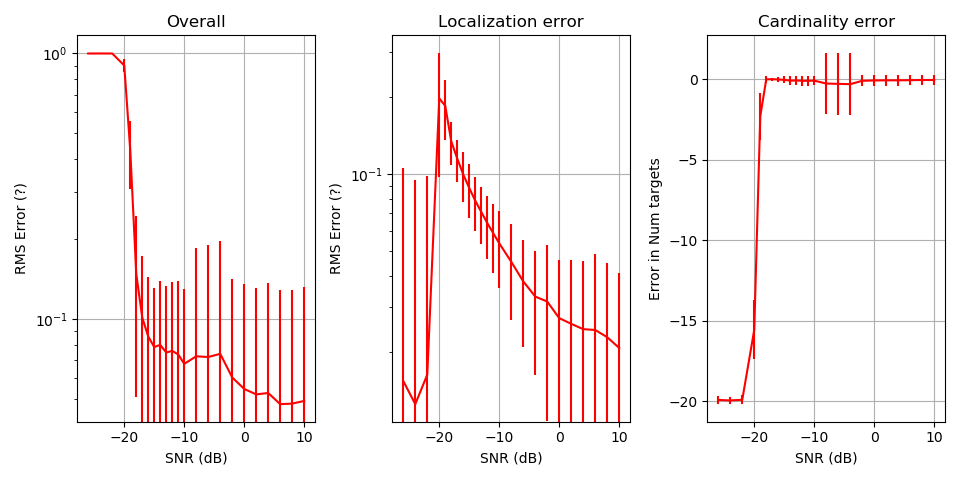 Overall
Localization error
Cardinality error
10⁰
10⁻¹
RMS Error (?)
−20
−10
0
10
SNR (dB)
10⁻¹
RMS Error (?)
−20
−10
0
10
SNR (dB)
0
−5
−10
−15
−20
Error in Num targets
−20
−10
0
10
SNR (dB)